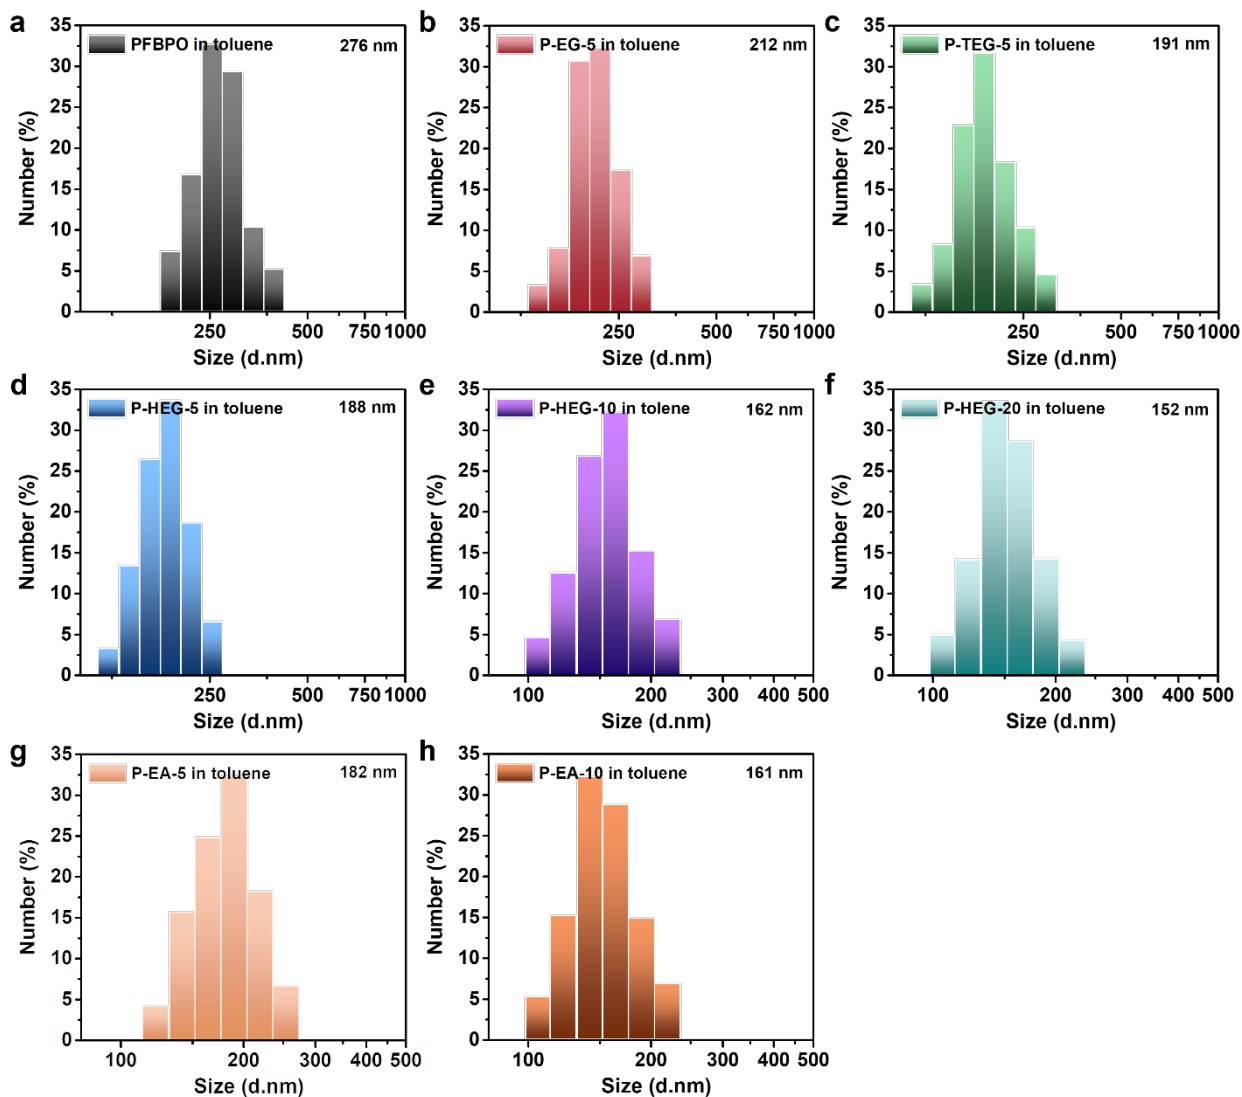 a
35
30
25
20
15
10
5
0
Number (%)
PFBPO in toluene
276 nm
250
500
750
1000
Size (d.nm)
b
35
30
25
20
15
10
5
0
Number (%)
P-EG-5 in toluene
212 nm
250
500
750
1000
Size (d.nm)
c
35
30
25
20
15
10
5
0
Number (%)
P-TEG-5 in toluene
191 nm
250
500
750
1000
Size (d.nm)
d
35
30
25
20
15
10
5
0
Number (%)
P-HEG-5 in toluene
188 nm
250
500
750
1000
Size (d.nm)
e
35
30
25
20
15
10
5
0
Number (%)
P-HEG-10 in tolene
162 nm
100
200
300
400
500
Size (d.nm)
f
35
30
25
20
15
10
5
0
Number (%)
P-HEG-20 in toluene
152 nm
100
200
300
400
500
Size (d.nm)
g
35
30
25
20
15
10
5
0
Number (%)
P-EA-5 in toluene
182 nm
100
200
300
400
500
Size (d.nm)
h
35
30
25
20
15
10
5
0
Number (%)
P-EA-10 in toluene
161 nm
100
200
300
400
500
Size (d.nm)